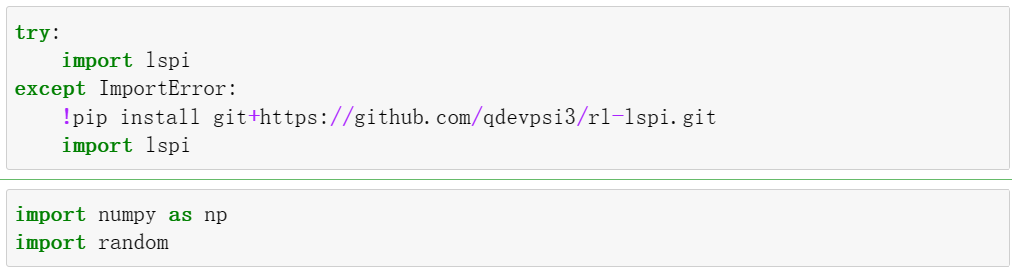 try:
    import lspi
except ImportError:
    !pip install git+https://github.com/qdevpsi3/rl-lspi.git
    import lspi
import numpy as np
import random